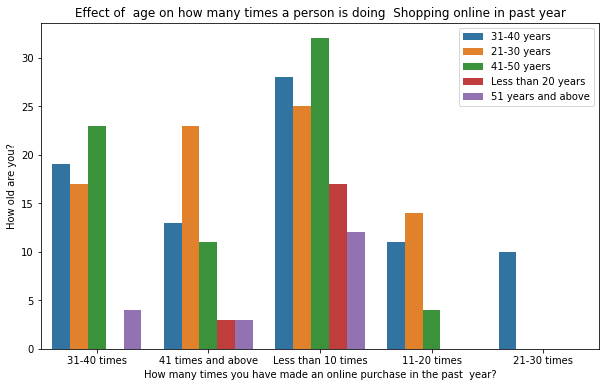 Effect of  age on how many times a person is doing  Shopping online in past year
31-40 years
21-30 years
41-50 yaers
Less than 20 years
51 years and above
How old are you?
30
25
20
15
10
5
0
31-40 times
41 times and above
Less than 10 times
11-20 times
21-30 times
How many times you have made an online purchase in the past  year?